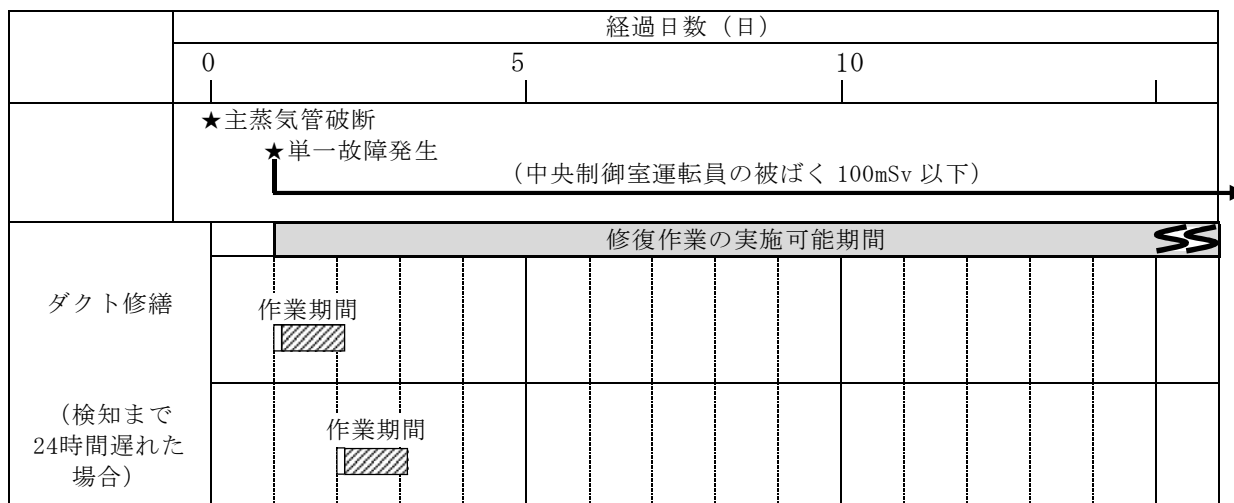 経過日数（日）
0 5 10
★主蒸気管破断
★単一故障発生
（中央制御室運転員の被ばく 100mSv 以下）
修復作業の実施可能期間
ダクト修繕
作業期間
（検知まで
24時間遅れた
場合）
作業期間